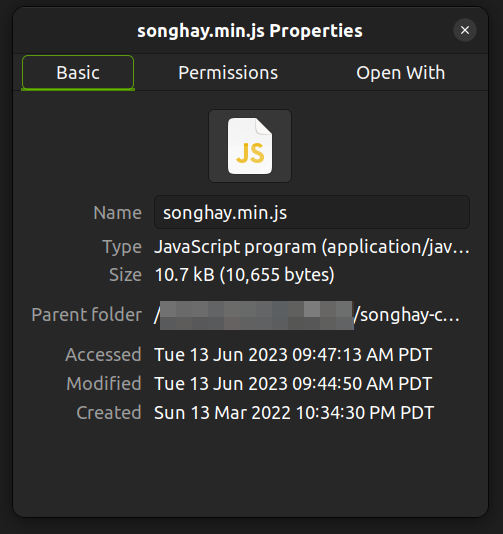 songhay.min.js Properties
Basic Permissions Open With
JS
Name songhay.min.js
Type JavaScript program (application/jav...
Size 10.7 kB (10,655 bytes)
Parent folder / /songhay-c...
Accessed Tue 13 Jun 2023 09:47:13 AM PDT
Modified Tue 13 Jun 2023 09:44:50 AM PDT
Created Sun 13 Mar 2022 10:34:30 PM PDT